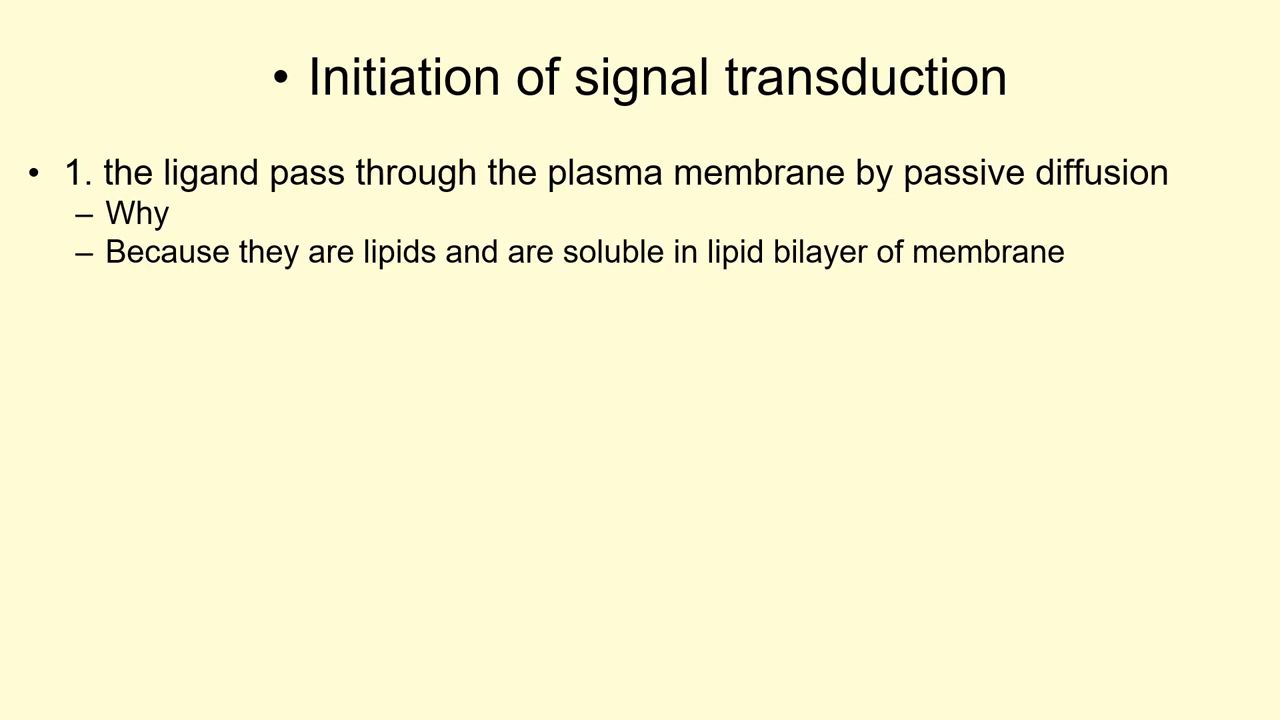 • Initiation of signal transduction
• 1. the ligand pass through the plasma membrane by passive diffusion
– Why
– Because they are lipids and are soluble in lipid bilayer of membrane